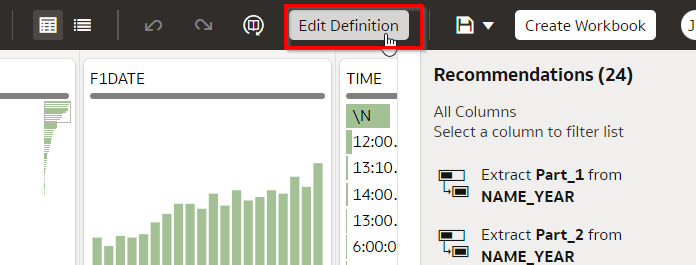 Edit Definition
Create Workbook
J
F1DATE
TIME
\N
12:00.
13:10.
14:00.
13:00.
6:00:0
Recommendations (24)
All Columns
Select a column to filter list
Extract Part_1 from
NAME_YEAR
Extract Part_2 from
NAME_YEAR